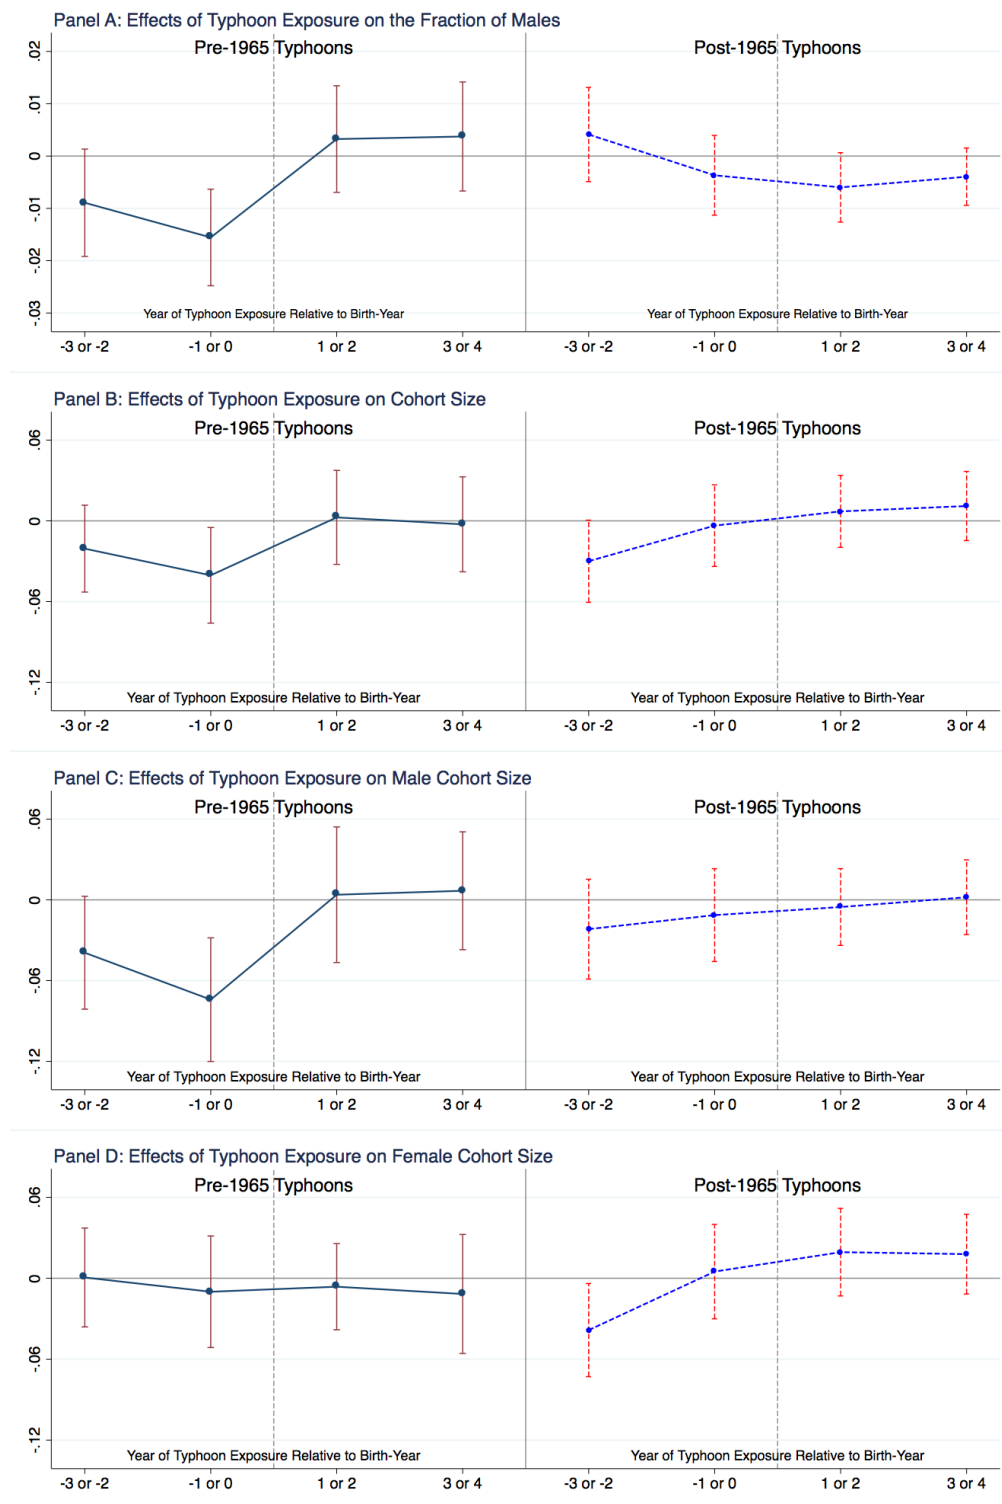 Panel A: Effects of Typhoon Exposure on the Fraction of Males
Pre-1965 Typhoons
Post-1965 Typhoons
.02
.01
0
-.01
-.02
-.03
Year of Typhoon Exposure Relative to Birth-Year
Year of Typhoon Exposure Relative to Birth-Year
-3 or -2 -1 or 0 1 or 2 3 or 4 -3 or -2 -1 or 0 1 or 2 3 or 4
Panel B: Effects of Typhoon Exposure on Cohort Size
Pre-1965 Typhoons
Post-1965 Typhoons
.06
0
-.06
-.12
Year of Typhoon Exposure Relative to Birth-Year
Year of Typhoon Exposure Relative to Birth-Year
-3 or -2 -1 or 0 1 or 2 3 or 4 -3 or -2 -1 or 0 1 or 2 3 or 4
Panel C: Effects of Typhoon Exposure on Male Cohort Size
Pre-1965 Typhoons
Post-1965 Typhoons
.06
0
-.06
-.12
Year of Typhoon Exposure Relative to Birth-Year
Year of Typhoon Exposure Relative to Birth-Year
-3 or -2 -1 or 0 1 or 2 3 or 4 -3 or -2 -1 or 0 1 or 2 3 or 4
Panel D: Effects of Typhoon Exposure on Female Cohort Size
Pre-1965 Typhoons
Post-1965 Typhoons
.06
0
-.06
-.12
Year of Typhoon Exposure Relative to Birth-Year
Year of Typhoon Exposure Relative to Birth-Year
-3 or -2 -1 or 0 1 or 2 3 or 4 -3 or -2 -1 or 0 1 or 2 3 or 4